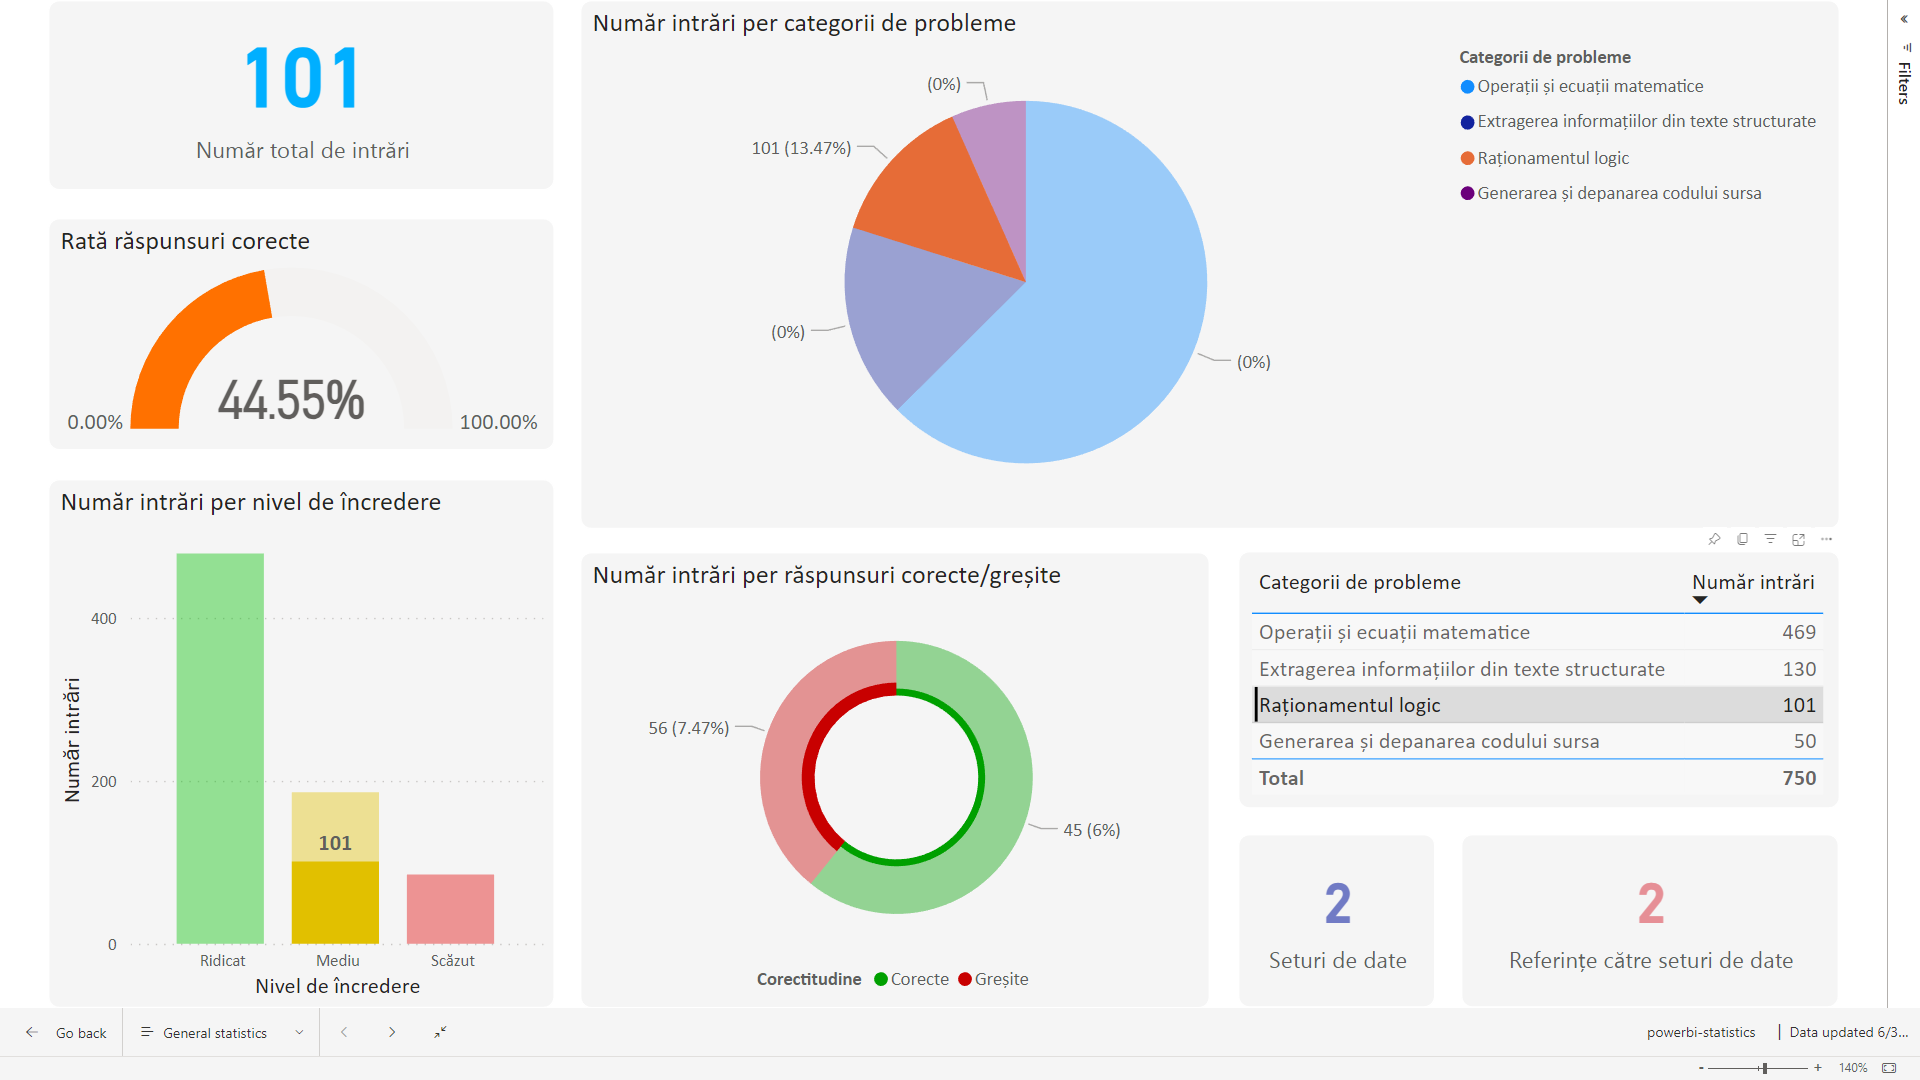 101
Număr total de intrări
Rată răspunsuri corecte
44.55%
0.00%
100.00%
Număr intrări per nivel de încredere
Număr intrări
400
200
0
101
Ridicat
Mediu
Scăzut
Nivel de încredere
Număr intrări per categorii de probleme
(0%)
101 (13.47%)
(0%)
(0%)
Categorii de probleme
Operații și ecuații matematice
Extragerea informațiilor din texte structurate
Raționamentul logic
Generarea și depanarea codului sursa
Număr intrări per răspunsuri corecte/greșite
56 (7.47%)
45 (6%)
Corectitudine Corecte Greșite
Categorii de probleme Număr intrări
Operații și ecuații matematice 469
Extragerea informațiilor din texte structurate 130
Raționamentul logic 101
Generarea și depanarea codului sursa 50
Total 750
2
Seturi de date
2
Referințe către seturi de date
Filters
Go back
General statistics
powerbi-statistics | Data updated 6/3...
- + 140%